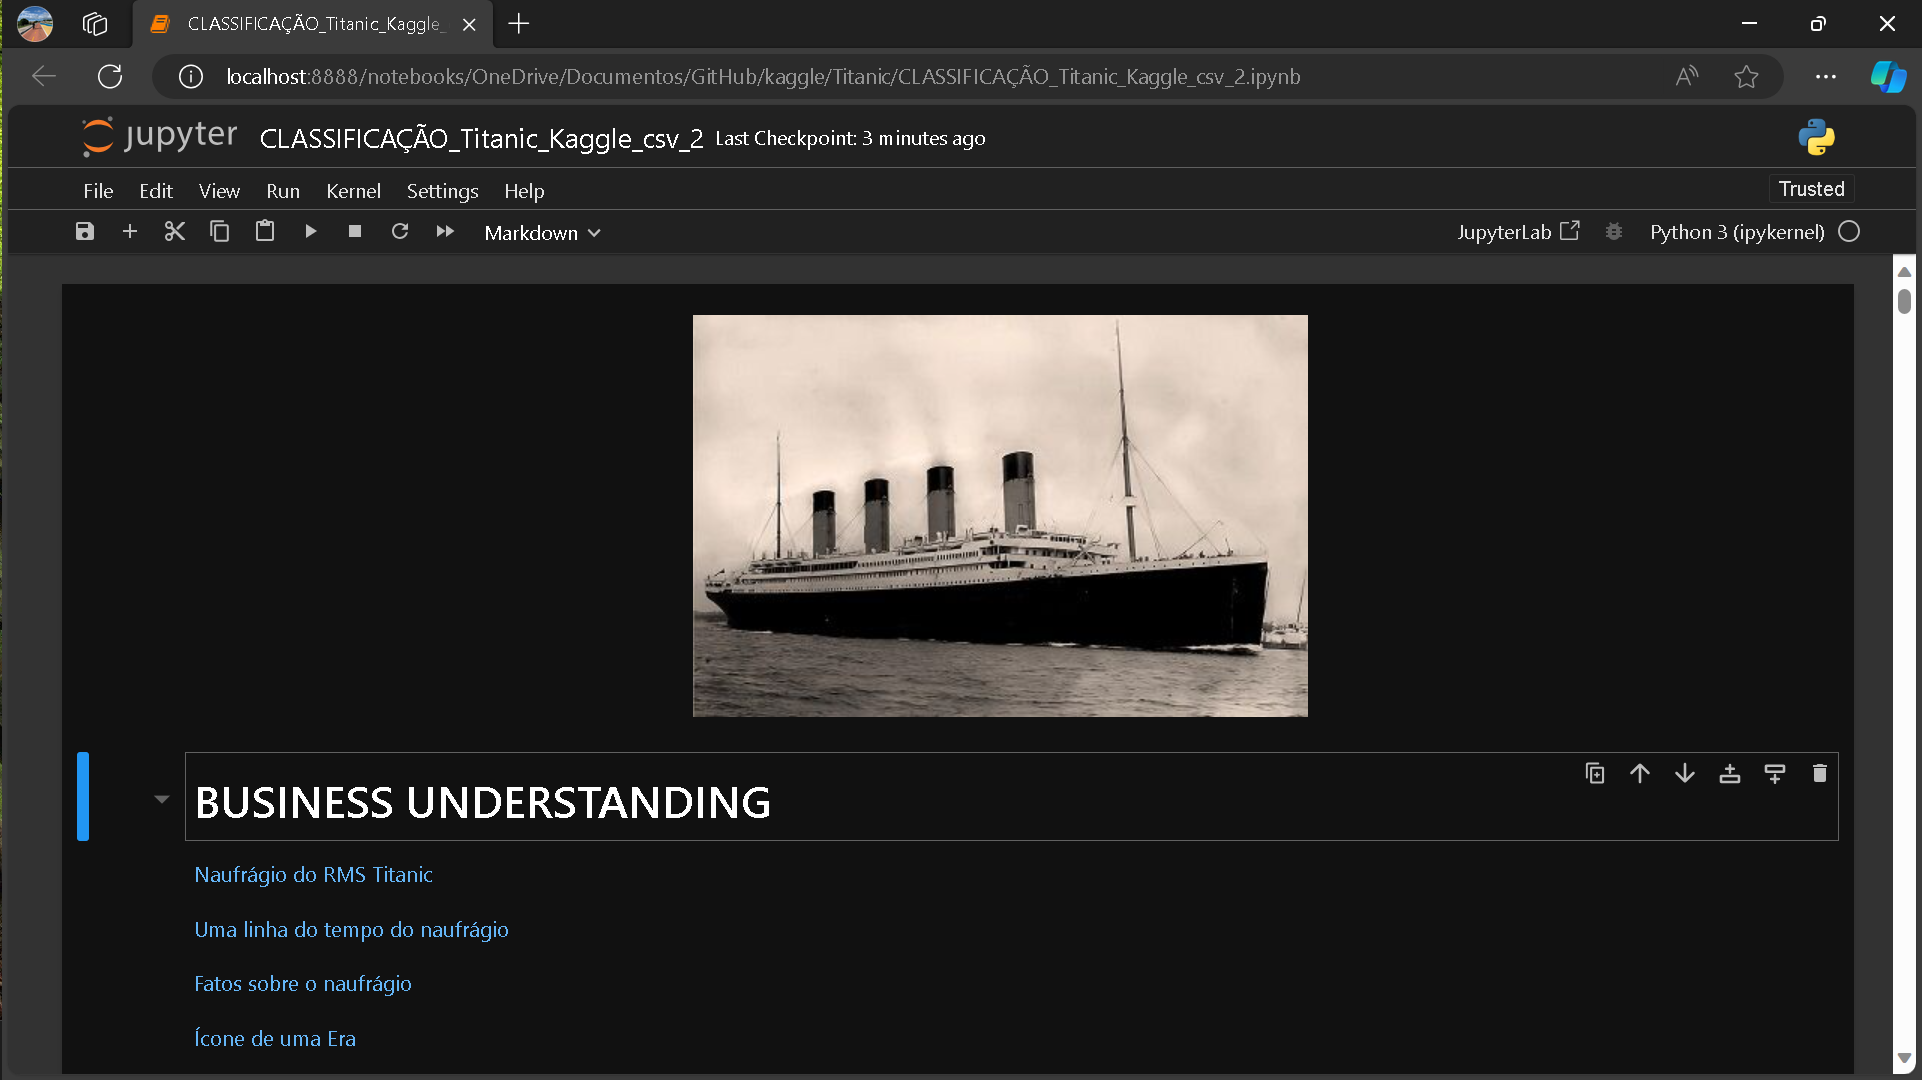 CLASSIFICAÇÃO_Titanic_Kaggle_
localhost:8888/notebooks/OneDrive/Documentos/GitHub/kaggle/Titanic/CLASSIFICAÇÃO_Titanic_Kaggle_csv_2.ipynb
jupyter CLASSIFICAÇÃO_Titanic_Kaggle_csv_2 Last Checkpoint: 3 minutes ago
File Edit View Run Kernel Settings Help Trusted
Markdown JupyterLab Python 3 (ipykernel)
BUSINESS UNDERSTANDING
Naufrágio do RMS Titanic
Uma linha do tempo do naufrágio
Fatos sobre o naufrágio
Ícone de uma Era